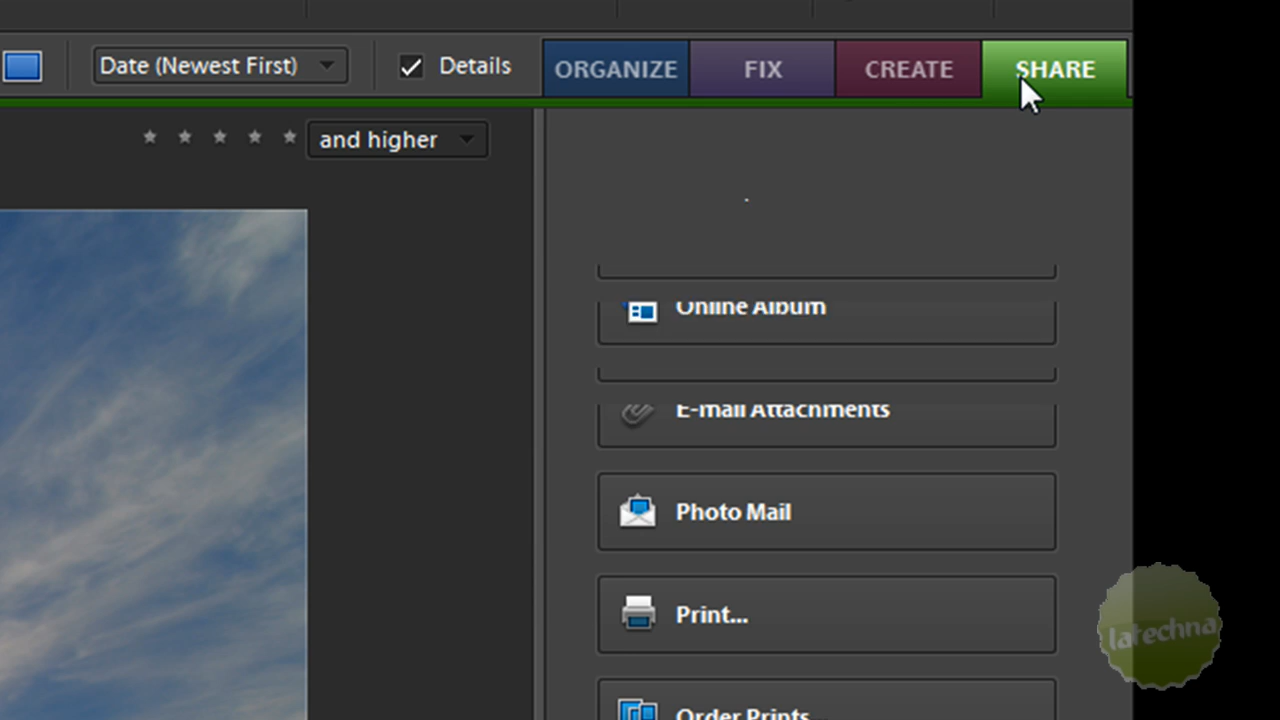 Date (Newest First)
Details
ORGANIZE
FIX
CREATE
SHARE
and higher
Online Album
E-mail Attachments
Photo Mail
Print...
Order Prints...
latechna